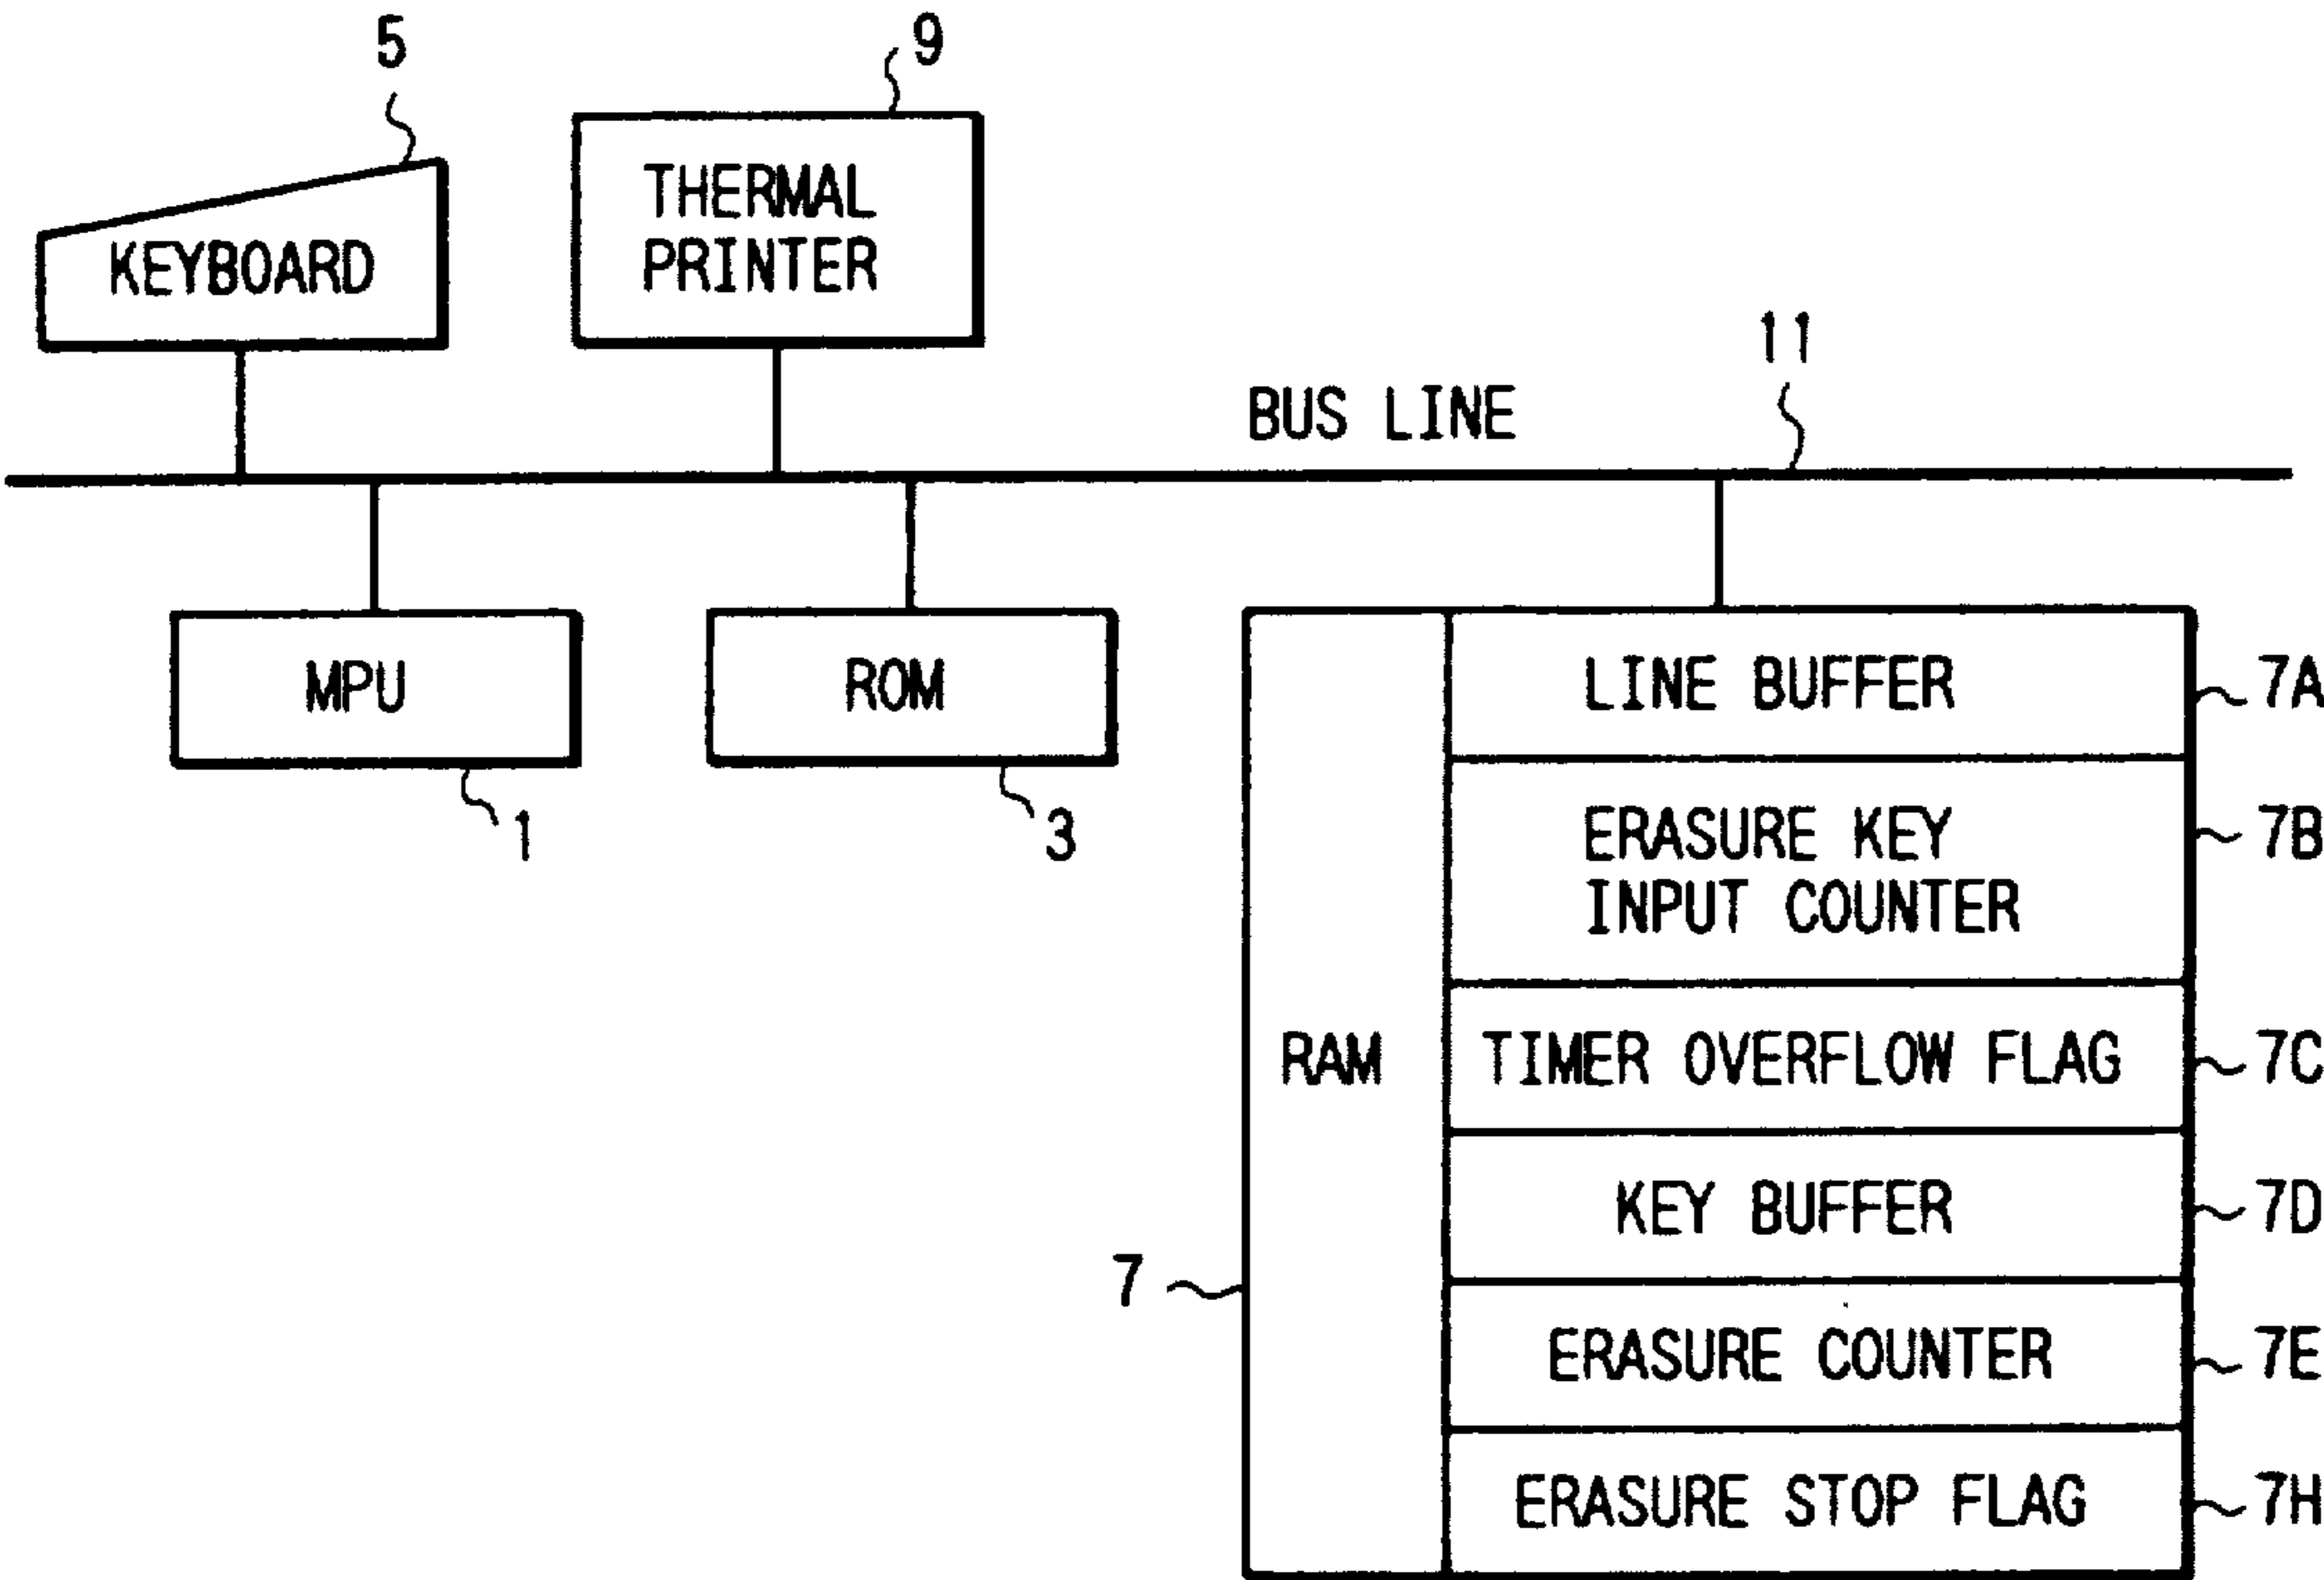 5
9
KEYBOARD
THERMAL
PRINTER
BUS LINE
11
MPU
1
ROM
3
RAM
7
LINE BUFFER
7A
ERASURE KEY
INPUT COUNTER
7B
TIMER OVERFLOW FLAG
7C
KEY BUFFER
7D
ERASURE COUNTER
7E
ERASURE STOP FLAG
7H